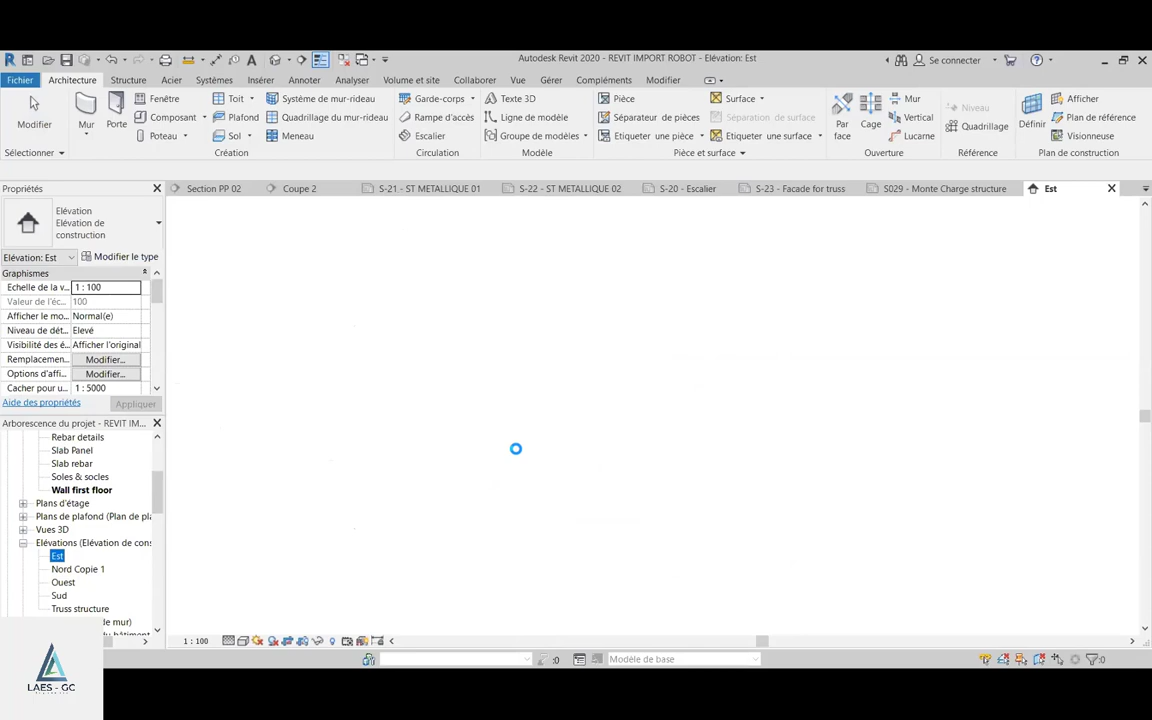 Autodesk Revit 2020 - REVIT IMPORT ROBOT - Elévation: Est
Se connecter
Fichier Architecture Structure Acier Systèmes Insérer Annoter Analyser Volume et site Collaborer Vue Gérer Compléments Modifier
Modifier
Mur
Porte
Fenêtre
Composant
Poteau
Toit
Plafond
Sol
Système de mur-rideau
Quadrillage du mur-rideau
Meneau
Garde-corps
Rampe d'accès
Escalier
Texte 3D
Ligne de modèle
Groupe de modèles
Pièce
Séparateur de pièces
Etiqueter une pièce
Surface
Séparation de surface
Etiqueter une surface
Par face
Cage
Mur
Vertical
Lucarne
Niveau
Quadrillage
Définir
Afficher
Plan de référence
Visionneuse
Sélectionner Création Circulation Modèle Pièce et surface Ouverture Référence Plan de construction
Propriétés
Section PP 02 Coupe 2 S-21 - ST METALLIQUE 01 S-22 - ST METALLIQUE 02 S-20 - Escalier S-23 - Facade for truss S029 - Monte Charge structure Est
Elévation
Elévation de
construction
Elévation: Est Modifier le type
Graphismes
Echelle de la v... 1 : 100
Valeur de l'éc... 100
Afficher le mo... Normal(e)
Niveau de dét... Elevé
Visibilité des é... Afficher l'original
Remplacemen... Modifier...
Options d'affi... Modifier...
Cacher pour u... 1 : 5000
Aide des propriétés Appliquer
Arborescence du projet - REVIT IM...
Rebar details
Slab Panel
Slab rebar
Soles & socles
Wall first floor
Plans d'étage
Plans de plafond (Plan de pl
Vues 3D
Elévations (Elévation de cons
Est
Nord Copie 1
Ouest
Sud
Truss structure
de mur)
1 : 100
:0 Modèle de base :0
LAES - GC